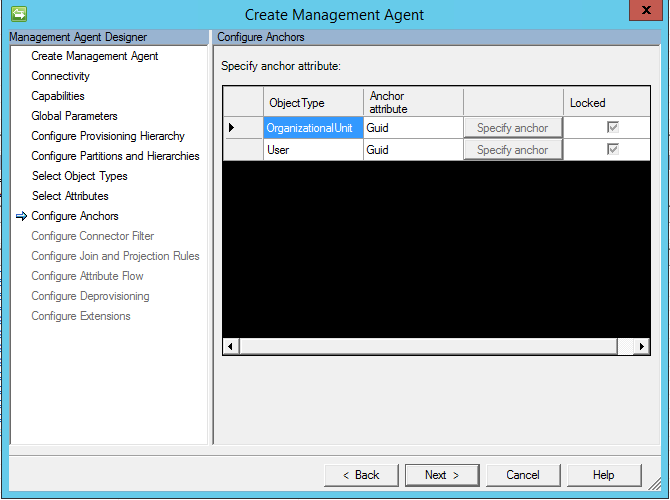 Create Management Agent
x
Management Agent Designer
Configure Anchors
Create Management Agent
Connectivity
Capabilities
Global Parameters
Configure Provisioning Hierarchy
Configure Partitions and Hierarchies
Select Object Types
Select Attributes
Configure Anchors
Configure Connector Filter
Configure Join and Projection Rules
Configure Attribute Flow
Configure Deprovisioning
Configure Extensions
Specify anchor attribute:
ObjectType Anchor attribute Locked
OrganizationalUnit Guid Specify anchor
User Guid Specify anchor
< Back Next > Cancel Help